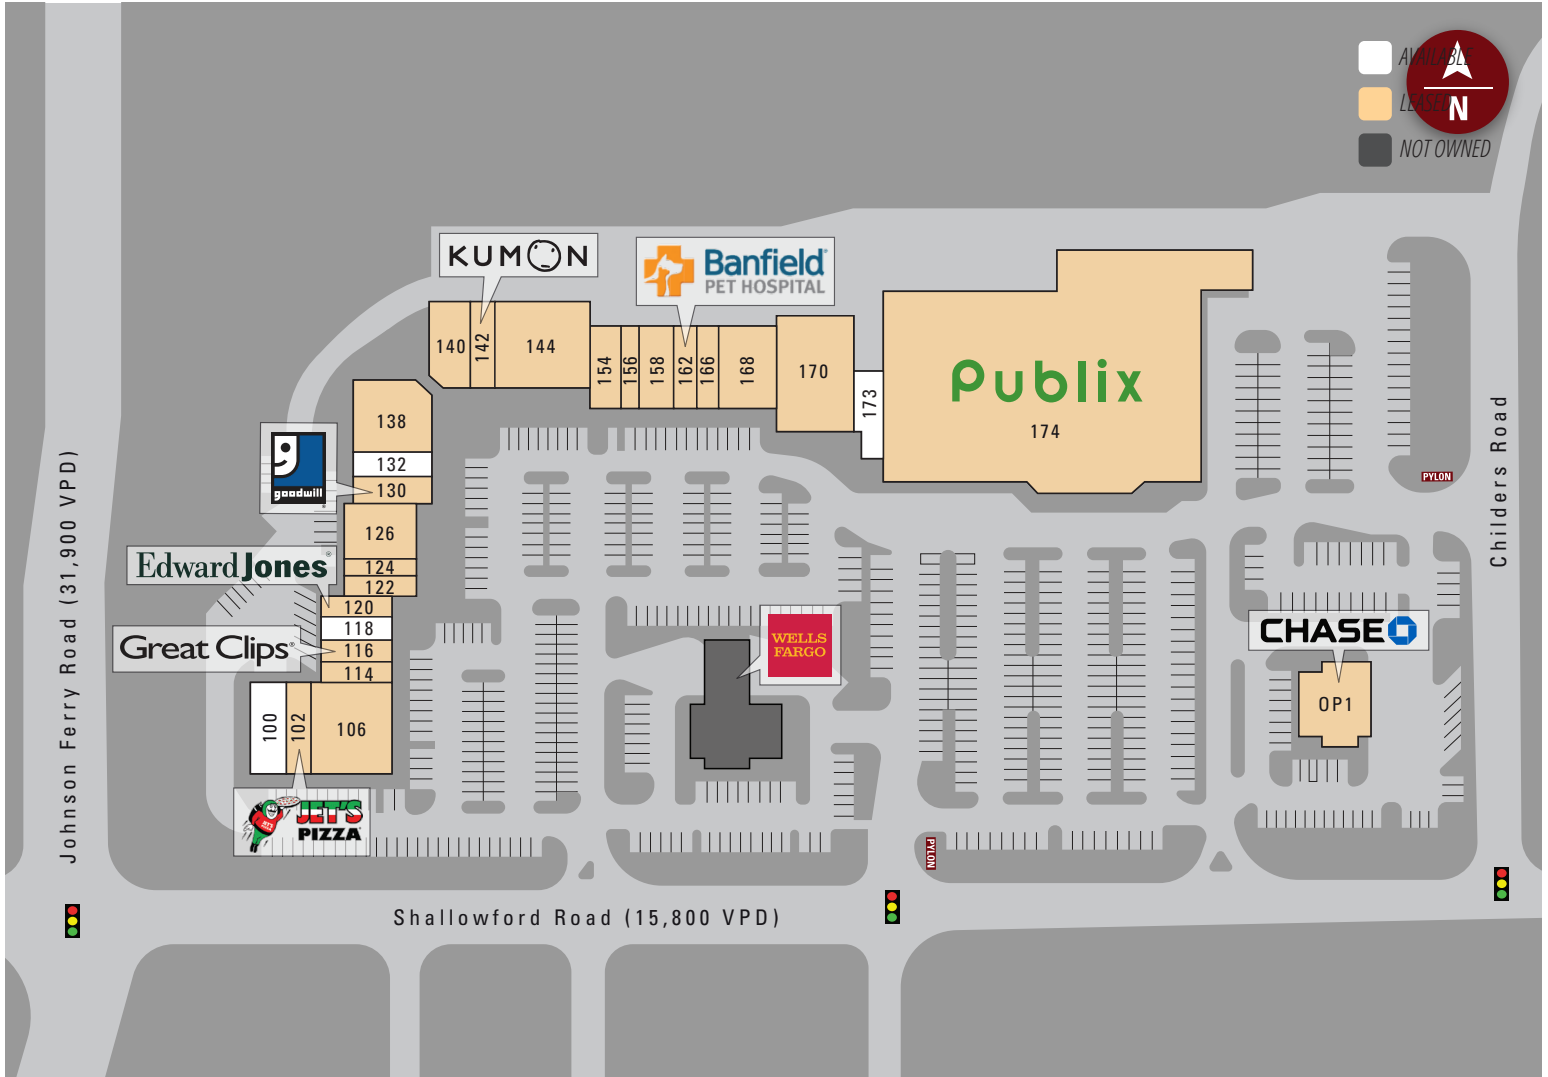 AVAILABLE
LEASED
NOT OWNED
N
KUMON
Banfield
PET HOSPITAL
140
142
144
154
156
158
162
166
168
170
173
Publix
174
138
132
130
goodwill
126
124
122
Edward Jones
120
118
Great Clips
116
114
100
102
106
JET'S
PIZZA
WELLS
FARGO
CHASE
OP1
PYLON
PYLON
Johnson Ferry Road (31,900 VPD)
Shallowford Road (15,800 VPD)
Childers Road